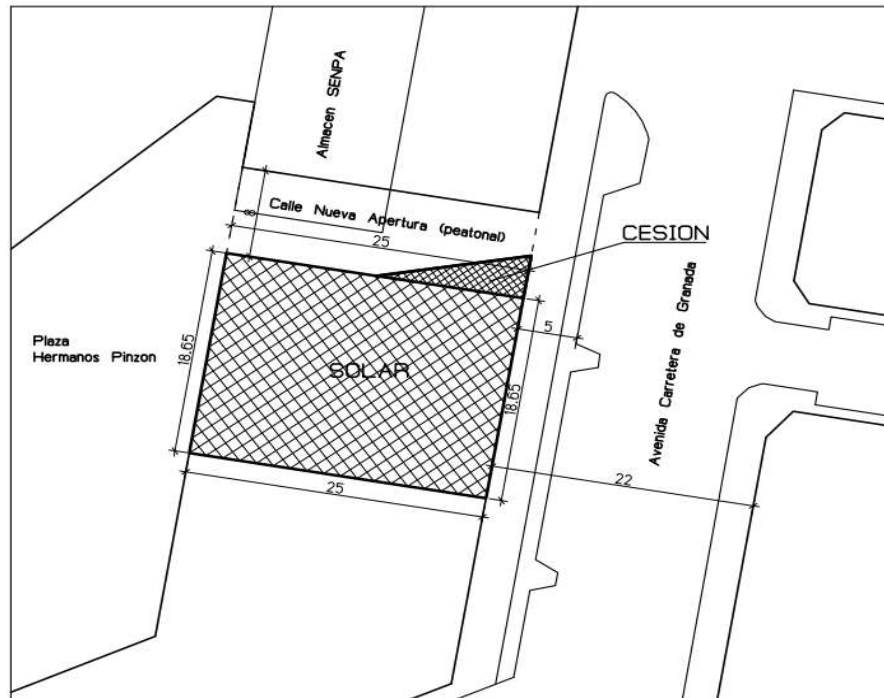 Almacen SENPA
8
Calle Nueva Apertura (peatonal)
25
CESION
Avenida Carretera de Granada
5
Plaza
Hermanos Pinzon
18.65
SOLAR
18.65
22
25